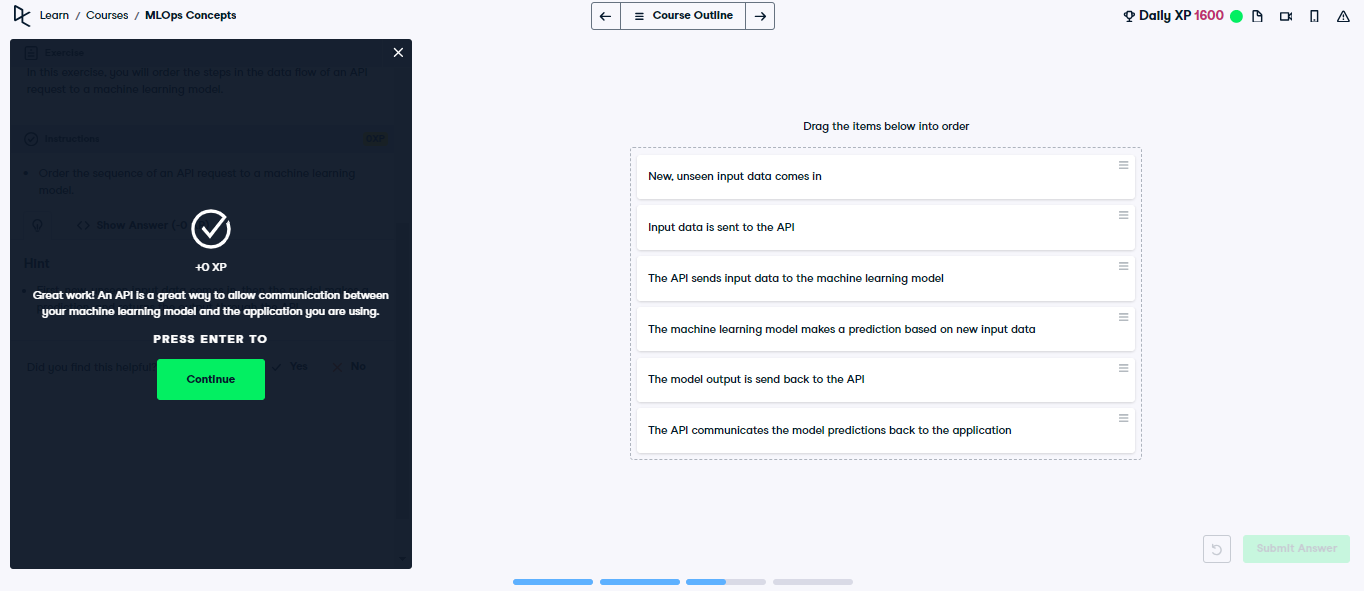 Learn / Courses / MLOps Concepts
Course Outline
Daily XP 1600
Exercise
In this exercise, you will order the steps in the data flow of an API
request to a machine learning model.
Instructions
0 XP
Order the sequence of an API request to a machine learning
model.
Show Answer (-0
Hint
+0 XP
Great work! An API is a great way to allow communication between
your machine learning model and the application you are using.
PRESS ENTER TO
Did you find this helpful?
Yes
No
Continue
Drag the items below into order
New, unseen input data comes in
Input data is sent to the API
The API sends input data to the machine learning model
The machine learning model makes a prediction based on new input data
The model output is send back to the API
The API communicates the model predictions back to the application
Submit Answer